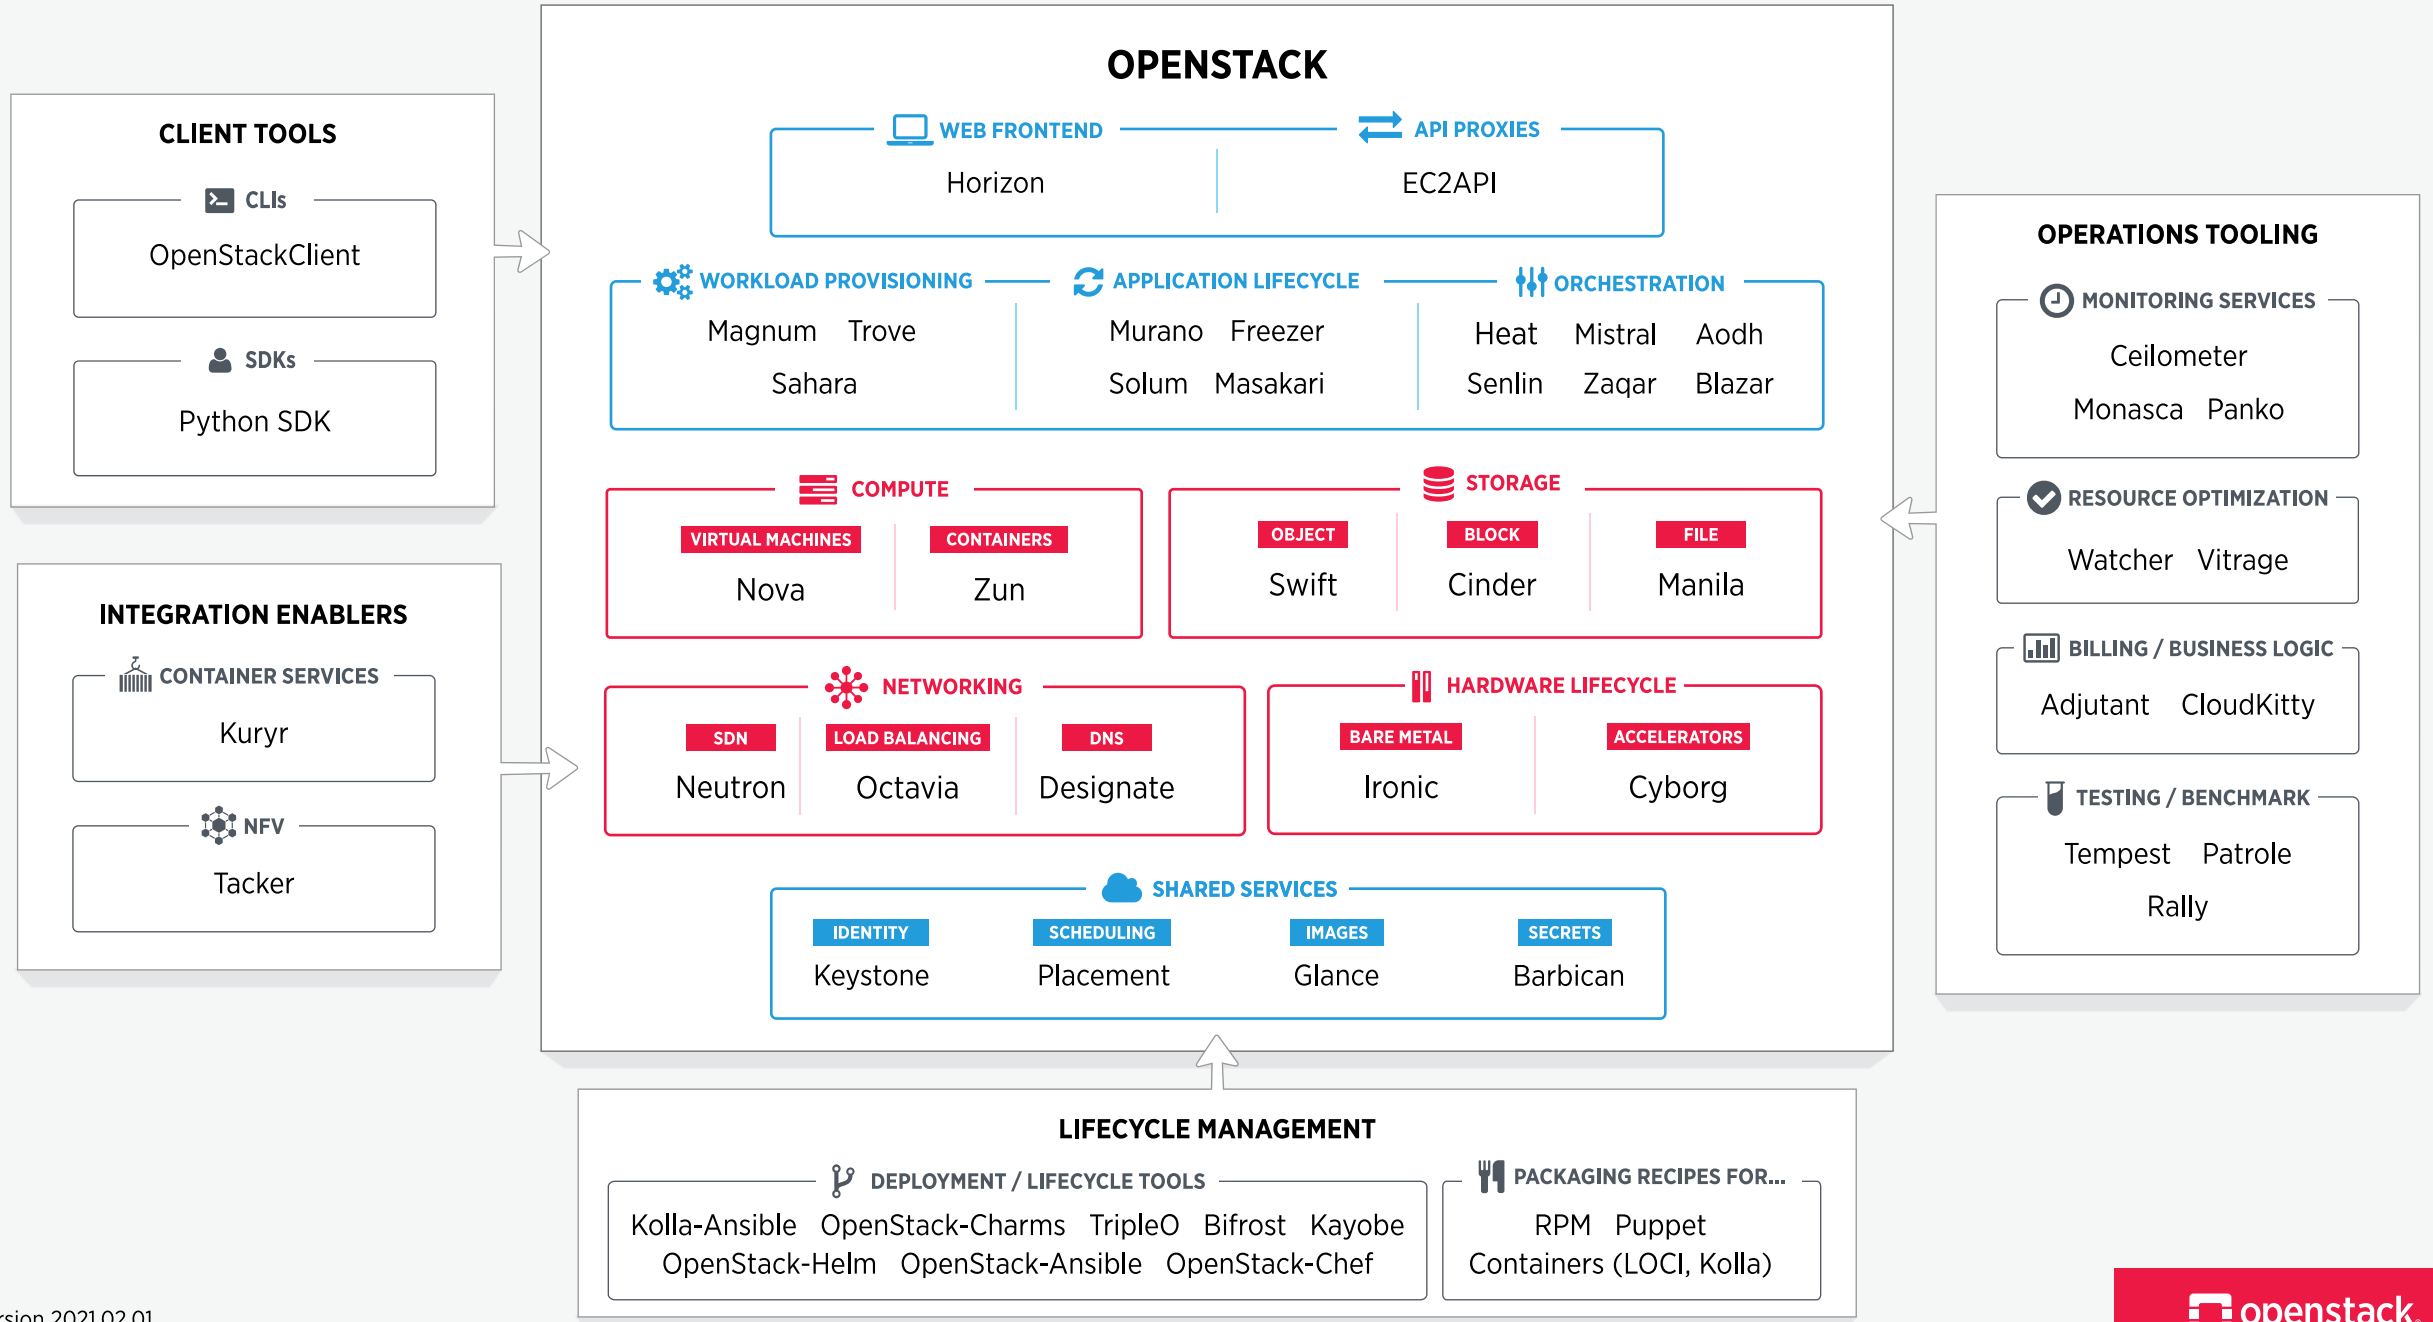 OPENSTACK
WEB FRONTEND
Horizon
API PROXIES
EC2API
WORKLOAD PROVISIONING
Magnum Trove
Sahara
APPLICATION LIFECYCLE
Murano Freezer
Solum Masakari
ORCHESTRATION
Heat Mistral Aodh
Senlin Zaqar Blazar
COMPUTE
VIRTUAL MACHINES
Nova
CONTAINERS
Zun
STORAGE
OBJECT
Swift
BLOCK
Cinder
FILE
Manila
NETWORKING
SDN
Neutron
LOAD BALANCING
Octavia
DNS
Designate
HARDWARE LIFECYCLE
BARE METAL
Ironic
ACCELERATORS
Cyborg
SHARED SERVICES
IDENTITY
Keystone
SCHEDULING
Placement
IMAGES
Glance
SECRETS
Barbican
CLIENT TOOLS
CLIs
OpenStackClient
SDKs
Python SDK
INTEGRATION ENABLERS
CONTAINER SERVICES
Kuryr
NFV
Tacker
OPERATIONS TOOLING
MONITORING SERVICES
Ceilometer
Monasca Panko
RESOURCE OPTIMIZATION
Watcher Vitrage
BILLING / BUSINESS LOGIC
Adjutant CloudKitty
TESTING / BENCHMARK
Tempest Patrole
Rally
LIFECYCLE MANAGEMENT
DEPLOYMENT / LIFECYCLE TOOLS
Kolla-Ansible OpenStack-Charms TripleO Bifrost Kayobe
OpenStack-Helm OpenStack-Ansible OpenStack-Chef
PACKAGING RECIPES FOR...
RPM Puppet
Containers (LOCI, Kolla)
2021.02.01
openstack.